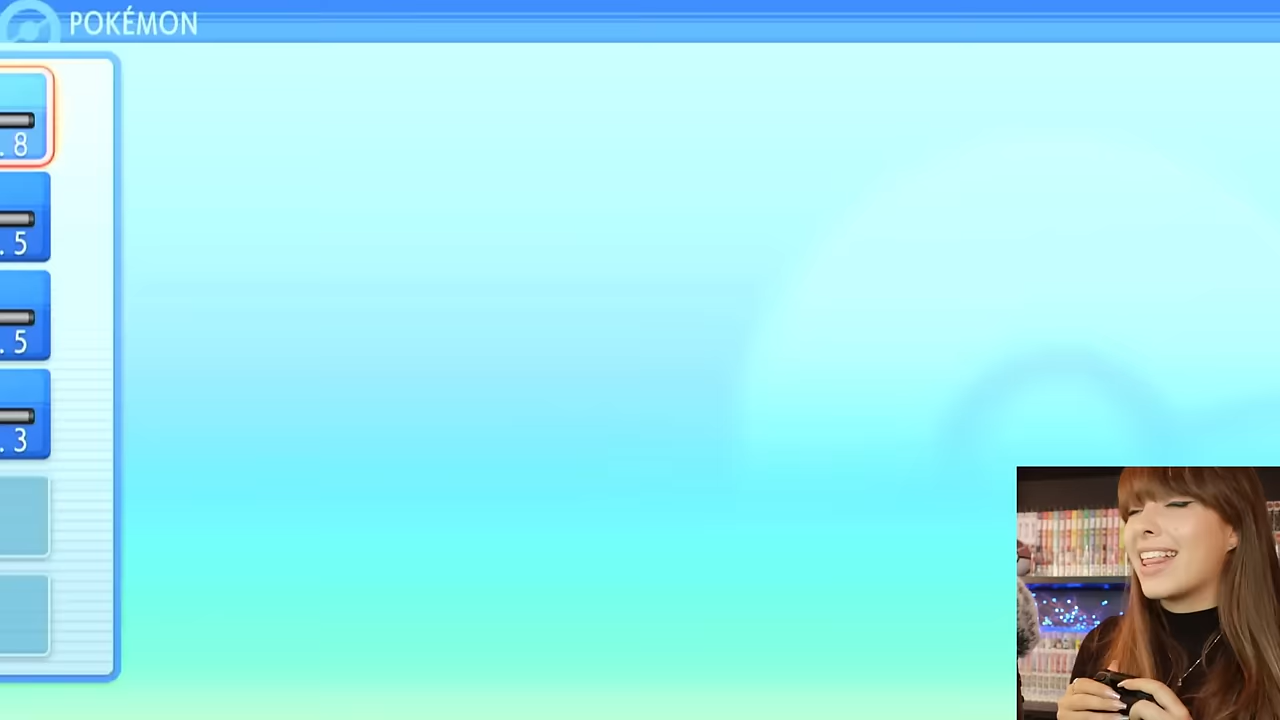 POKÉMON
. 8
. 5
. 5
. 3